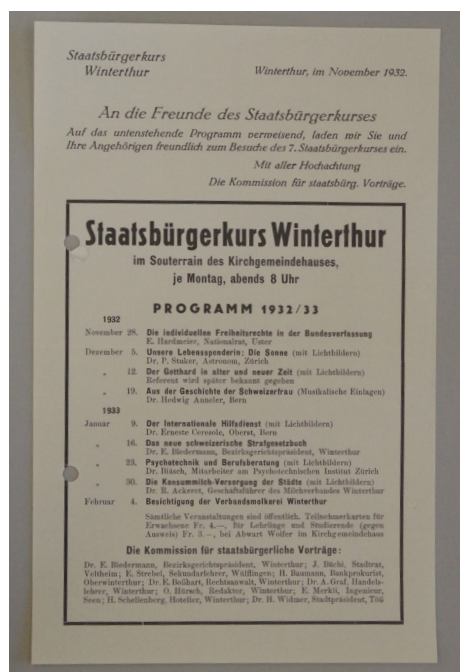 Staatsbürgerkurs
Winterthur
Winterthur, im November 1932.
An die Freunde des Staatsbürgerkurses
Auf das untenstehende Programm verweisend, laden wir Sie und
Ihre Angehörigen freundlich zum Besuche des 7. Staatsbürgerkurses ein.
Mit aller Hochachtung
Die Kommission für staatsbürg. Vorträge.
Staatsbürgerkurs Winterthur
im Souterrain des Kirchgemeindehauses,
je Montag, abends 8 Uhr
PROGRAMM 1932/33
1932
November 28. Die individuellen Freiheitsrechte in der Bundesverfassung
E. Hardmeier, Nationalrat, Uster
Dezember 5. Unsere Lebensspenderin: Die Sonne (mit Lichtbildern)
Dr. P. Stuker, Astronom, Zürich
„ 12. Der Gotthard in alter und neuer Zeit (mit Lichtbildern)
Referent wird später bekannt gegeben
„ 19. Aus der Geschichte der Schweizerfrau (Musikalische Einlagen)
Dr. Hedwig Anneler, Bern
1933
Januar 9. Der Internationale Hilfsdienst (mit Lichtbildern)
Dr. Erneste Ceresole, Oberst, Bern
„ 16. Das neue schweizerische Strafgesetzbuch
Dr. E. Biedermann, Bezirksgerichtspräsident, Winterthur
„ 23. Psychotechnik und Berufsberatung (mit Lichtbildern)
Dr. Bäsch, Mitarbeiter am Psychotechnischen Institut Zürich
„ 30. Die Konsummilch-Versorgung der Städte (mit Lichtbildern)
Dr. R. Ackeret, Geschäftsführer des Milchverbandes Winterthur
Februar 4. Besichtigung der Verbandsmolkerei Winterthur
Sämtliche Veranstaltungen sind öffentlich. Teilnehmerkarten für
Erwachsene Fr. 4.—, für Lehrlinge und Studierende (gegen
Ausweis) Fr. 3.—, bei Abwart Wolfer im Kirchgemeindehaus
Die Kommission für staatsbürgerliche Vorträge:
Dr. E. Biedermann, Bezirksgerichtspräsident, Winterthur; J. Büchi, Stadtrat,
Veltheim; E. Strebel, Sekundarlehrer, Wülflingen; H. Baumann, Bankprokurist,
Oberwinterthur; Dr. E. Boßhart, Rechtsanwalt, Winterthur; Dr. A. Graf, Handels-
lehrer, Winterthur; O. Hürsch, Redaktor, Winterthur; E. Merkli, Ingenieur,
Seen; H. Schellenberg, Hotelier, Winterthur; Dr. H. Widmer, Stadtpräsident, Töß